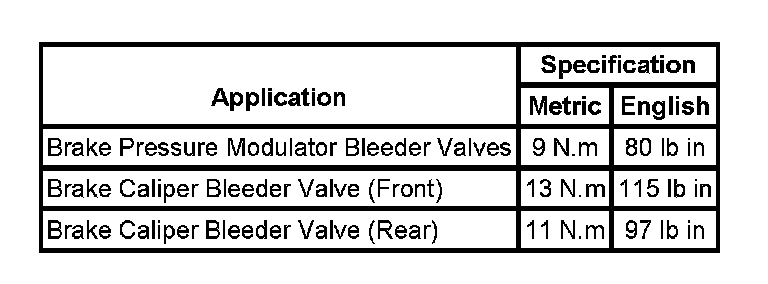 Application
Specification
Metric English
Brake Pressure Modulator Bleeder Valves 9 N.m 80 lb in
Brake Caliper Bleeder Valve (Front) 13 N.m 115 lb in
Brake Caliper Bleeder Valve (Rear) 11 N.m 97 lb in